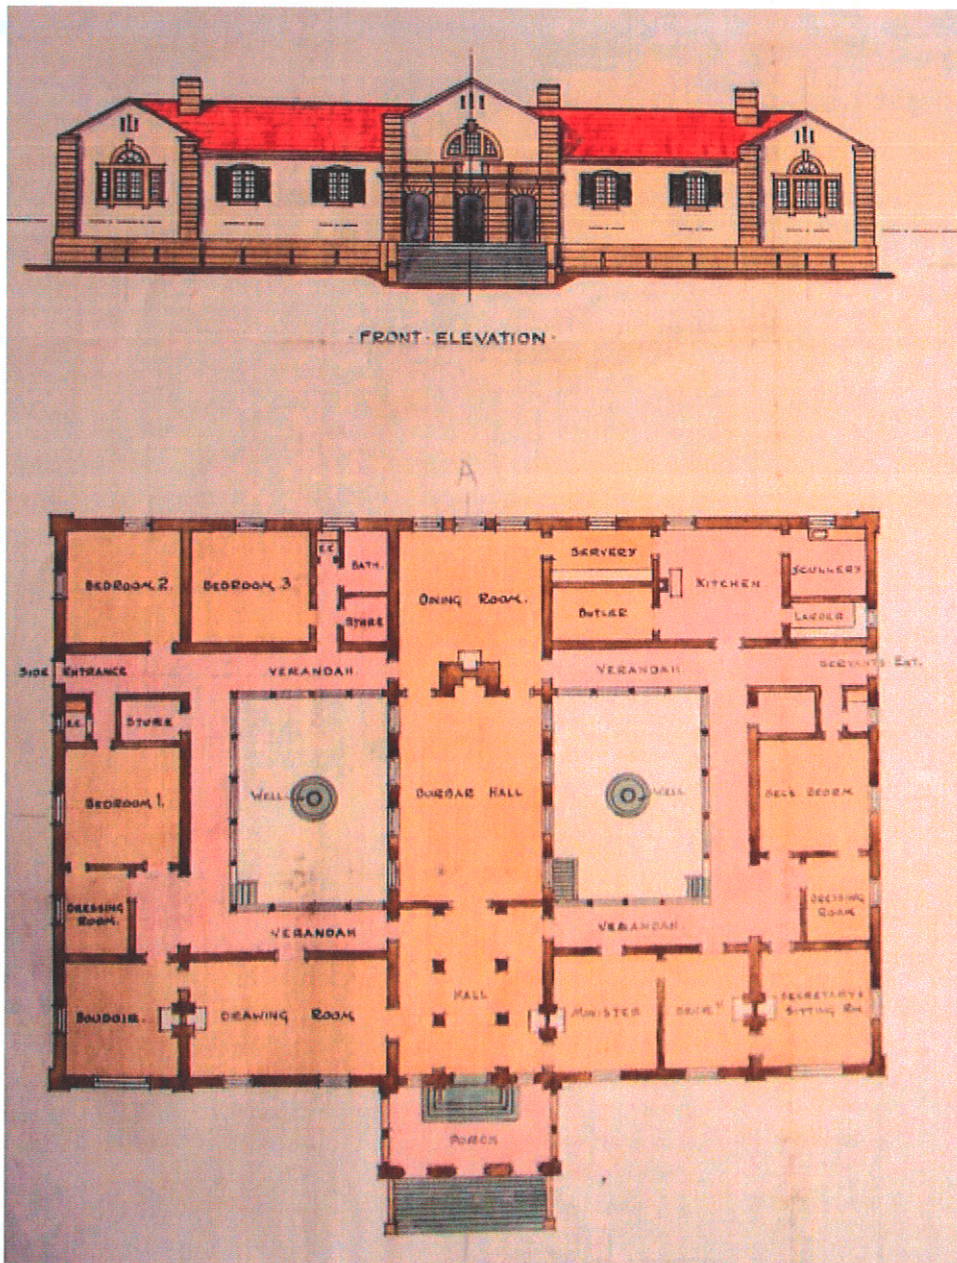 · FRONT · ELEVATION ·
A
BEDROOM 2.
BEDROOM 3
E.C.
BATH.
STORE
DINING ROOM.
SERVERY
BUTLER
KITCHEN
SCULLERY
LARDER
SIDE ENTRANCE
VERANDAH
VERANDAH
SERVANTS ENT.
E.C.
STORE
BEDROOM 1.
WELL
DURBAR HALL
WELL
SEC'S BEDRM.
DRESSING
ROOM.
DRESSING
ROOM
VERANDAH
VERANDAH.
BOUDOIR.
DRAWING ROOM
HALL
MINISTER
SECRETARY'S
SITTING RM.
PORCH